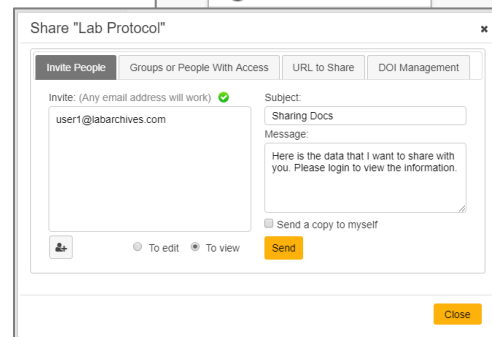 Share "Lab Protocol"
Invite People Groups or People With Access URL to Share DOI Management
Invite: (Any email address will work)
user1@labarchives.com
To edit To view
Subject:
Sharing Docs
Message:
Here is the data that I want to share with
you. Please login to view the information.
Send a copy to myself
Send
Close